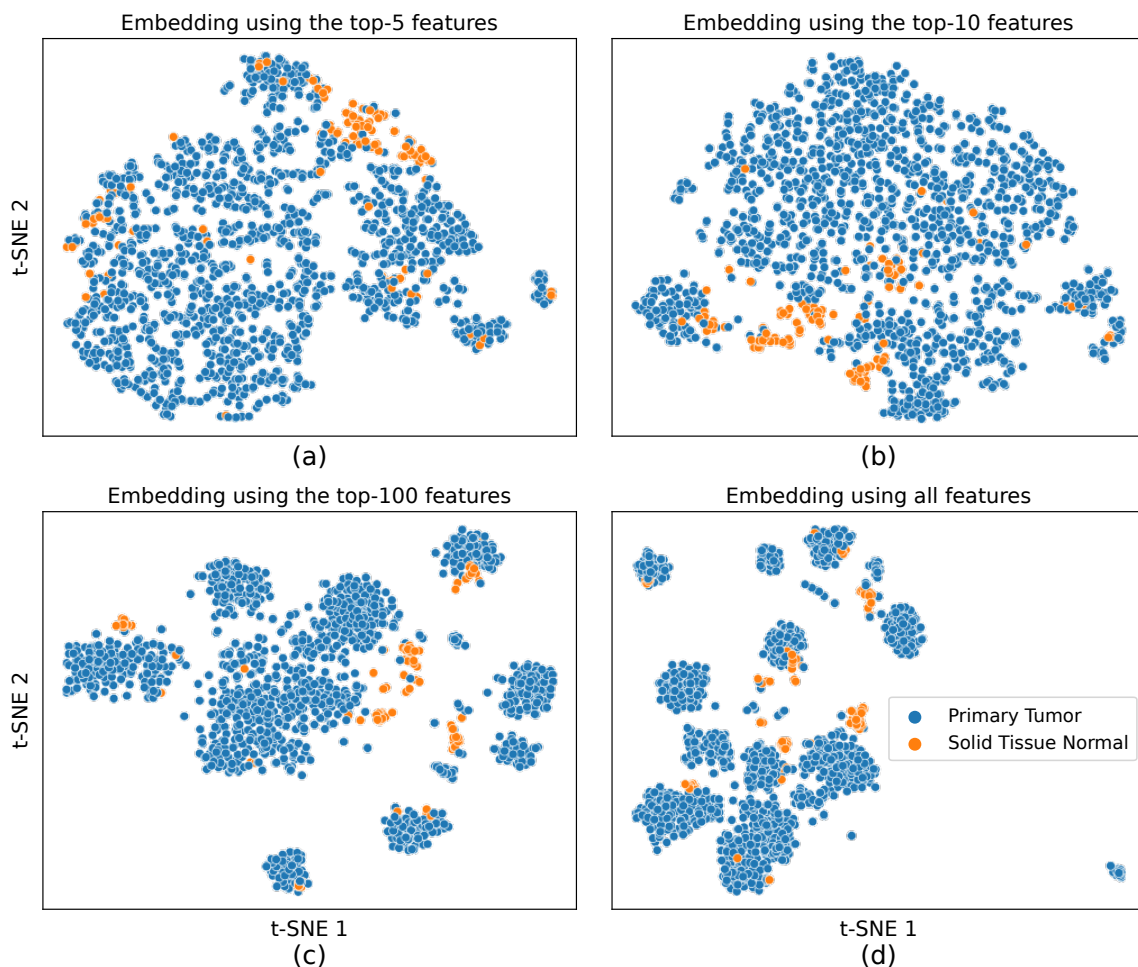 Embedding using the top-5 features
Embedding using the top-10 features
t-SNE 2
(a)
(b)
Embedding using the top-100 features
Embedding using all features
t-SNE 2
Primary Tumor
Solid Tissue Normal
t-SNE 1
t-SNE 1
(c)
(d)